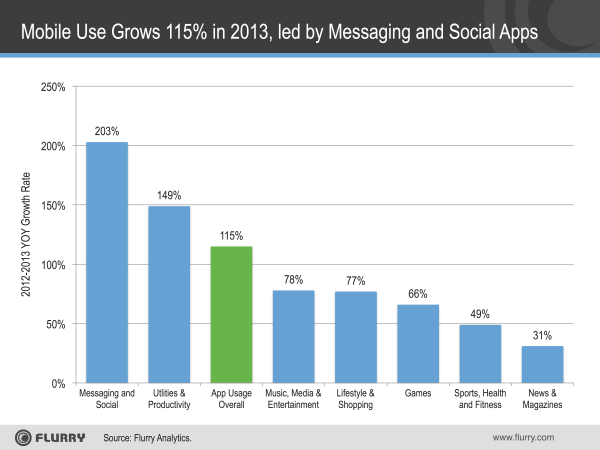 Mobile Use Grows 115% in 2013, led by Messaging and Social Apps
250%
200%
150%
100%
50%
0%
2012-2013 YOY Growth Rate
203%
149%
115%
78%
77%
66%
49%
31%
Messaging and
Social
Utlities &
Productivity
App Usage
Overall
Music, Media &
Entertainment
Lifestyle &
Shopping
Games
Sports, Health
and Fitness
News &
Magazines
FLURRY
Source: Flurry Analytics.
www.flurry.com